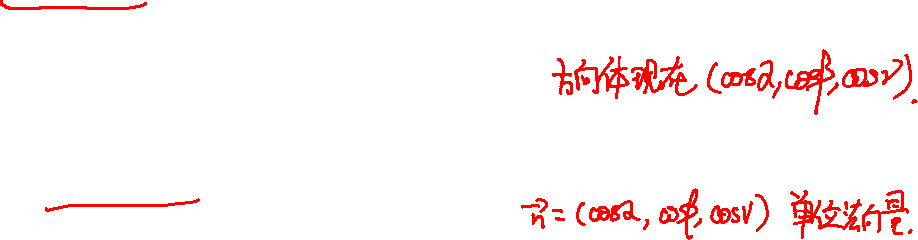 方向体现在 (cosα, cosβ, cosγ).
n⃗ = (cosα, cosβ, cosγ) 单位法向量.